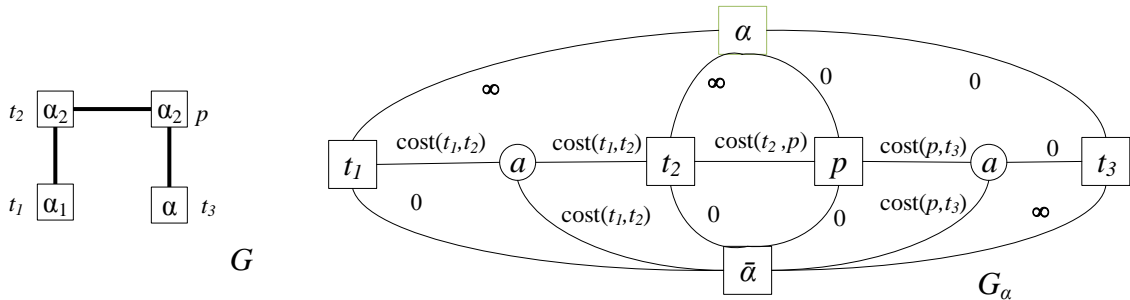 t₂ α₂ α₂ p
t₁ α₁ α t₃
G
α
∞ ∞ 0 0
cost(t₁,t₂) cost(t₁,t₂) cost(t₂,p) cost(p,t₃) 0
t₁ a t₂ p a t₃
0 cost(t₁,t₂) 0 0 cost(p,t₃) ∞
ᾱ
Gα